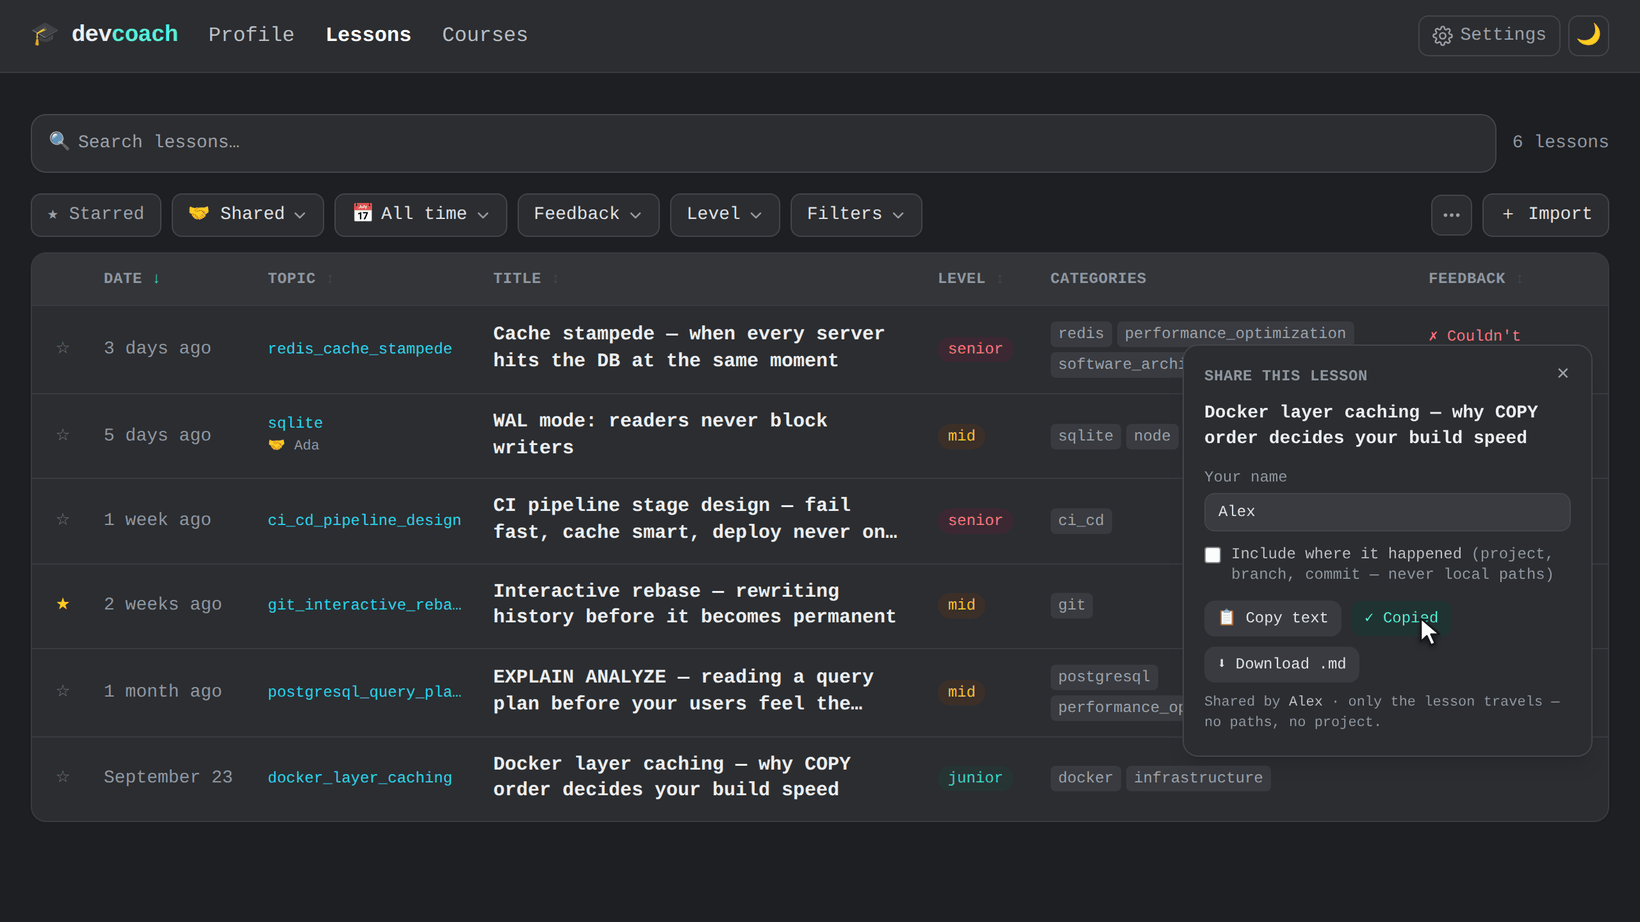 devcoach Profile Lessons Courses Settings
Search lessons…
6 lessons
★ Starred Shared All time Feedback Level Filters ··· + Import
DATE ↓ TOPIC TITLE LEVEL CATEGORIES FEEDBACK
☆ 3 days ago redis_cache_stampede
Cache stampede — when every server
hits the DB at the same moment
senior
redis performance_optimization
software_archi
✗ Couldn't
☆ 5 days ago
sqlite
Ada
WAL mode: readers never block
writers
mid
sqlite node
☆ 1 week ago ci_cd_pipeline_design
CI pipeline stage design — fail
fast, cache smart, deploy never on…
senior
ci_cd
★ 2 weeks ago git_interactive_reba…
Interactive rebase — rewriting
history before it becomes permanent
mid
git
☆ 1 month ago postgresql_query_pla…
EXPLAIN ANALYZE — reading a query
plan before your users feel the…
mid
postgresql
performance_op
☆ September 23 docker_layer_caching
Docker layer caching — why COPY
order decides your build speed
junior
docker infrastructure
SHARE THIS LESSON ×
Docker layer caching — why COPY
order decides your build speed
Your name
Alex
Include where it happened (project,
branch, commit — never local paths)
Copy text ✓ Copied
⬇ Download .md
Shared by Alex · only the lesson travels —
no paths, no project.